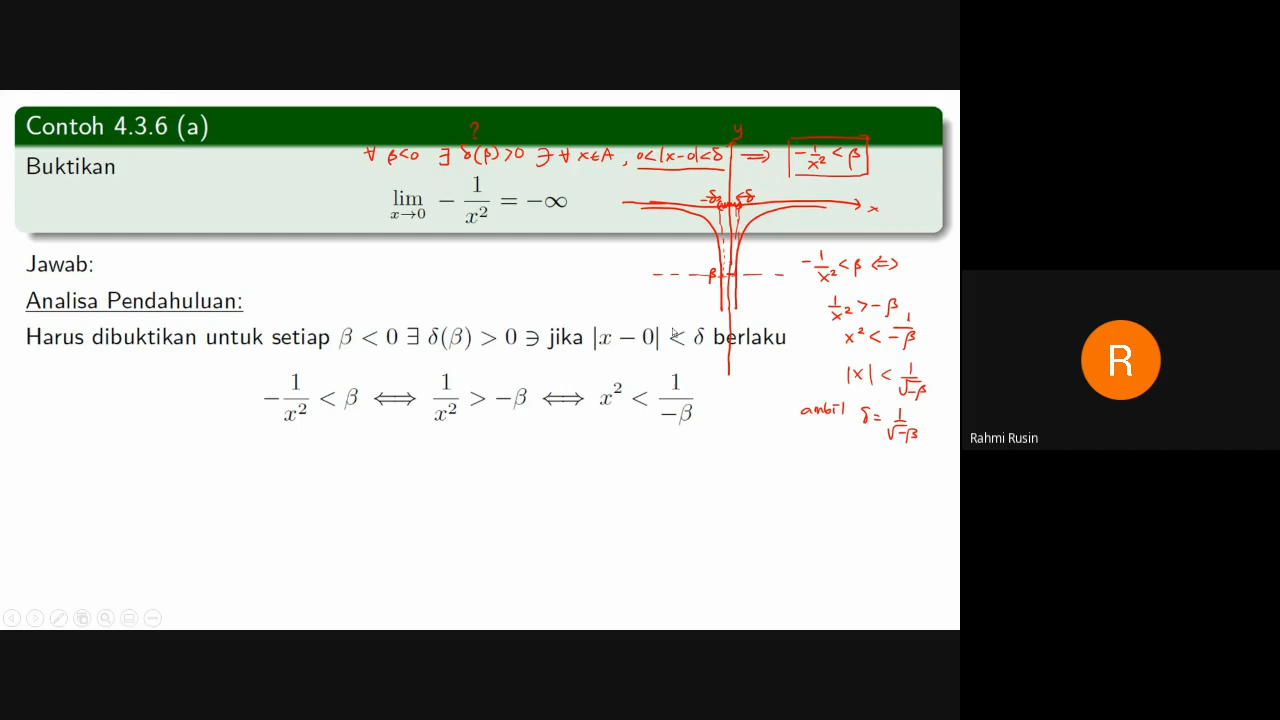 Contoh 4.3.6 (a)
?
y
∀ β<0 ∃ δ(β)>0 ∋ ∀ x∈A , 0<|x-0|<δ ⟹ -1/x² < β
Buktikan
lim x→0 - 1/x² = -∞
-δ δ
x
Jawab:
β
-1/x² < β ⟺
Analisa Pendahuluan:
1/x² > -β
Harus dibuktikan untuk setiap β < 0 ∃ δ(β) > 0 ∋ jika |x − 0| < δ berlaku
x² < 1/-β
-1/x² < β ⟺ 1/x² > -β ⟺ x² < 1/-β
|x| < 1/√-β
ambil δ = 1/√-β
R
Rahmi Rusin